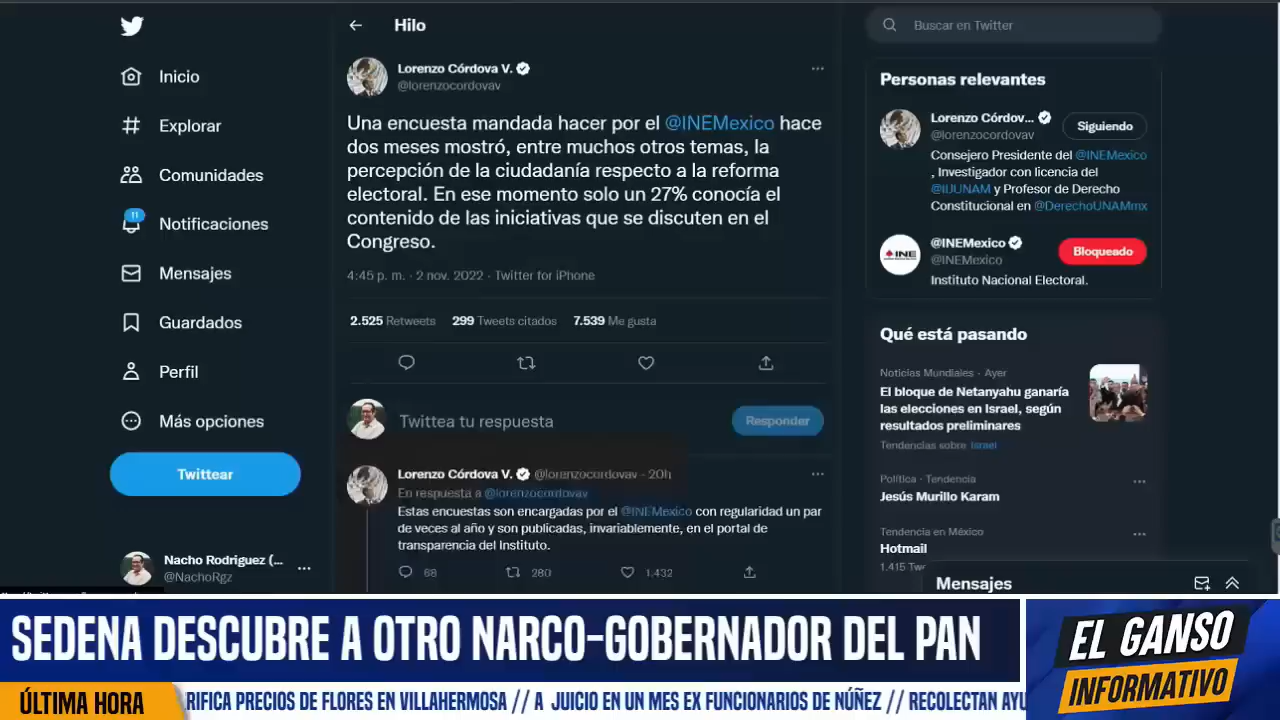 Hilo
Buscar en Twitter
Inicio
Explorar
Comunidades
11
Notificaciones
Mensajes
Guardados
Perfil
Más opciones
Twittear
Nacho Rodriguez (...
@NachoRgz
Lorenzo Córdova V.
@lorenzocordovav
Una encuesta mandada hacer por el @INEMexico hace
dos meses mostró, entre muchos otros temas, la
percepción de la ciudadanía respecto a la reforma
electoral. En ese momento solo un 27% conocía el
contenido de las iniciativas que se discuten en el
Congreso.
4:45 p. m. · 2 nov. 2022 · Twitter for iPhone
2.525 Retweets 299 Tweets citados 7.539 Me gusta
Twittea tu respuesta
Responder
Lorenzo Córdova V. @lorenzocordovav · 20h
En respuesta a @lorenzocordovav
Estas encuestas son encargadas por el @INEMexico con regularidad un par
de veces al año y son publicadas, invariablemente, en el portal de
transparencia del Instituto.
68 280 1.432
Personas relevantes
Lorenzo Córdov...
@lorenzocordovav
Siguiendo
Consejero Presidente del @INEMexico
, Investigador con licencia del
@IIJUNAM y Profesor de Derecho
Constitucional en @DerechoUNAMmx
INE
@INEMexico
@INEMexico
Bloqueado
Instituto Nacional Electoral.
Qué está pasando
Noticias Mundiales · Ayer
El bloque de Netanyahu ganaría
las elecciones en Israel, según
resultados preliminares
Tendencias sobre Israel
Política · Tendencia
Jesús Murillo Karam
Tendencia en México
Hotmail
1.415 Twe
Mensajes
SEDENA DESCUBRE A OTRO NARCO-GOBERNADOR DEL PAN
EL GANSO
INFORMATIVO
ÚLTIMA HORA
RIFICA PRECIOS DE FLORES EN VILLAHERMOSA // A JUICIO EN UN MES EX FUNCIONARIOS DE NÚÑEZ // RECOLECTAN AYU